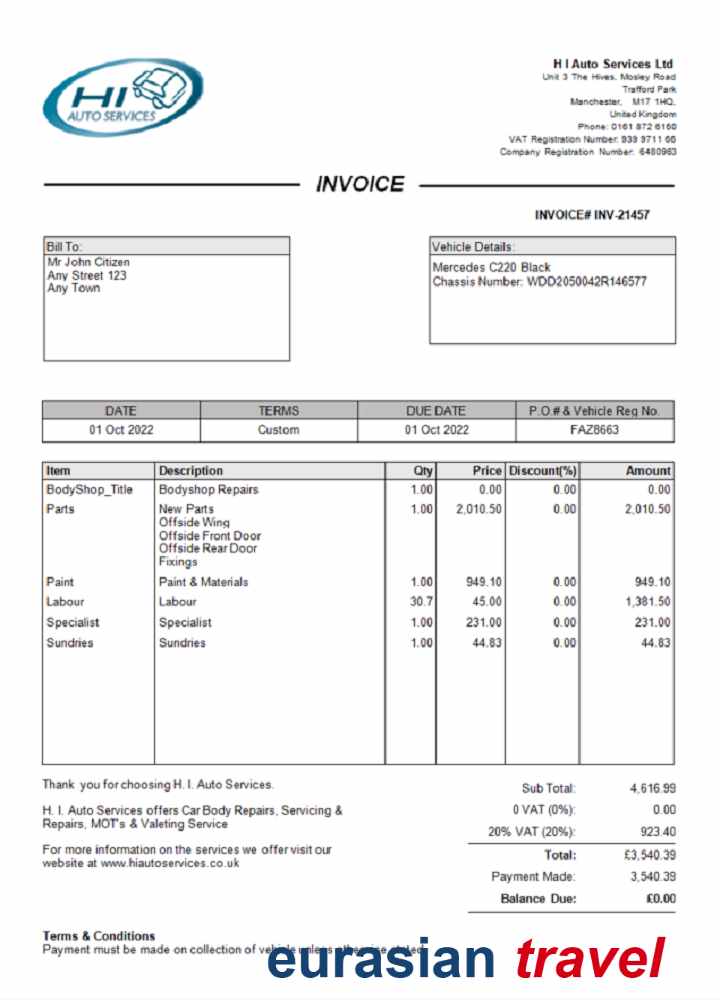 HI
AUTO SERVICES
H I Auto Services Ltd
Unit 3 The Hives, Mosley Road
Trafford Park
Manchester, M17 1HQ,
United Kingdom
Phone: 0161 872 6160
VAT Registration Number: 939 9711 66
Company Registration Number: 6480963
INVOICE
INVOICE# INV-21457
Bill To:
Mr John Citizen
Any Street 123
Any Town
Vehicle Details:
Mercedes C220 Black
Chassis Number: WDD2050042R146577
DATE TERMS DUE DATE P.O.# & Vehicle Reg No.
01 Oct 2022 Custom 01 Oct 2022 FAZ8663
Item Description Qty Price Discount(%) Amount
BodyShop_Title Bodyshop Repairs 1.00 0.00 0.00 0.00
Parts New Parts 1.00 2,010.50 0.00 2,010.50
Offside Wing
Offside Front Door
Offside Rear Door
Fixings
Paint Paint & Materials 1.00 949.10 0.00 949.10
Labour Labour 30.7 45.00 0.00 1,381.50
Specialist Specialist 1.00 231.00 0.00 231.00
Sundries Sundries 1.00 44.83 0.00 44.83
Thank you for choosing H. I. Auto Services.
H. I. Auto Services offers Car Body Repairs, Servicing &
Repairs, MOT's & Valeting Service
For more information on the services we offer visit our
website at www.hiautoservices.co.uk
Sub Total: 4,616.99
0 VAT (0%): 0.00
20% VAT (20%): 923.40
Total: £3,540.39
Payment Made: 3,540.39
Balance Due: £0.00
Terms & Conditions
Payment must be made on collection of vehicle unless otherwise stated
eurasian travel